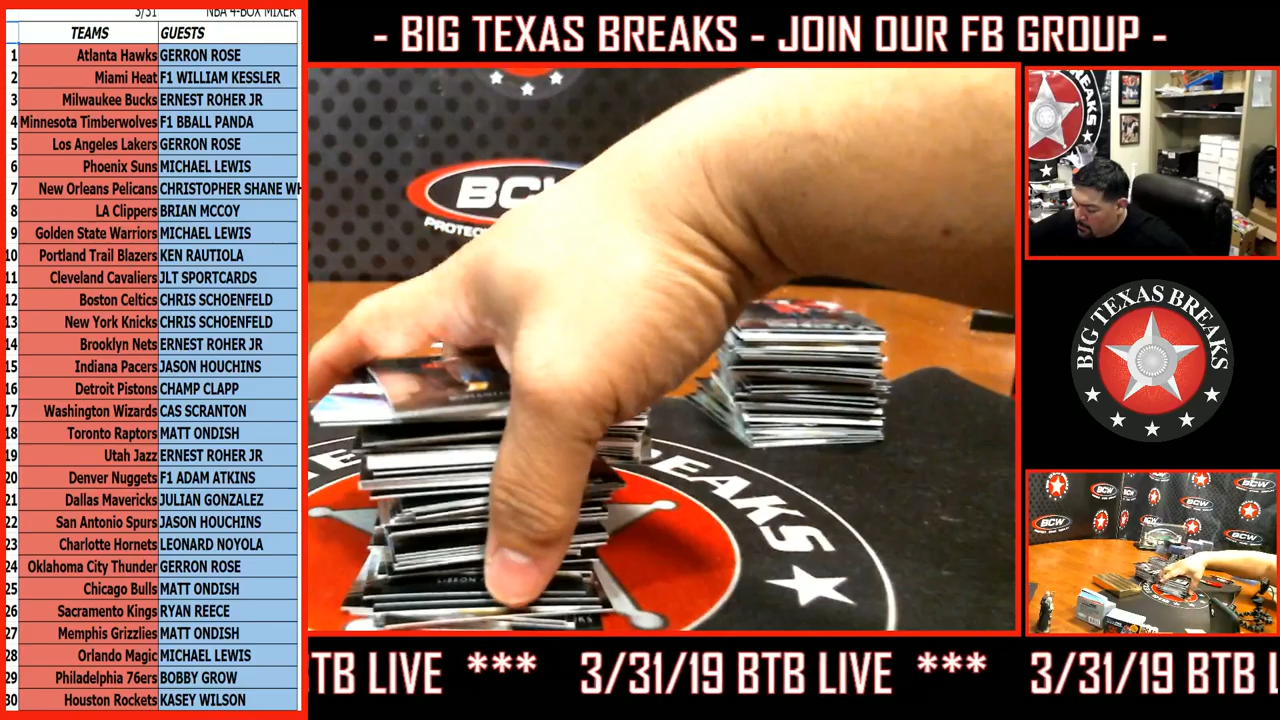 - BIG TEXAS BREAKS - JOIN OUR FB GROUP -
3/31 NBA 4-BOX MIXER
TEAMS GUESTS
1 Atlanta Hawks GERRON ROSE
2 Miami Heat F1 WILLIAM KESSLER
3 Milwaukee Bucks ERNEST ROHER JR
4 Minnesota Timberwolves F1 BBALL PANDA
5 Los Angeles Lakers GERRON ROSE
6 Phoenix Suns MICHAEL LEWIS
7 New Orleans Pelicans CHRISTOPHER SHANE WH
8 LA Clippers BRIAN MCCOY
9 Golden State Warriors MICHAEL LEWIS
10 Portland Trail Blazers KEN RAUTIOLA
11 Cleveland Cavaliers JLT SPORTCARDS
12 Boston Celtics CHRIS SCHOENFELD
13 New York Knicks CHRIS SCHOENFELD
14 Brooklyn Nets ERNEST ROHER JR
15 Indiana Pacers JASON HOUCHINS
16 Detroit Pistons CHAMP CLAPP
17 Washington Wizards CAS SCRANTON
18 Toronto Raptors MATT ONDISH
19 Utah Jazz ERNEST ROHER JR
20 Denver Nuggets F1 ADAM ATKINS
21 Dallas Mavericks JULIAN GONZALEZ
22 San Antonio Spurs JASON HOUCHINS
23 Charlotte Hornets LEONARD NOYOLA
24 Oklahoma City Thunder GERRON ROSE
25 Chicago Bulls MATT ONDISH
26 Sacramento Kings RYAN REECE
27 Memphis Grizzlies MATT ONDISH
28 Orlando Magic MICHAEL LEWIS
29 Philadelphia 76ers BOBBY GROW
30 Houston Rockets KASEY WILSON
BCW
PROTEC
REAKS
LEBRON
BIG TEXAS BREAKS
BCW
BCW
BCW
BCW
TB LIVE *** 3/31/19 BTB LIVE *** 3/31/19 BTB L